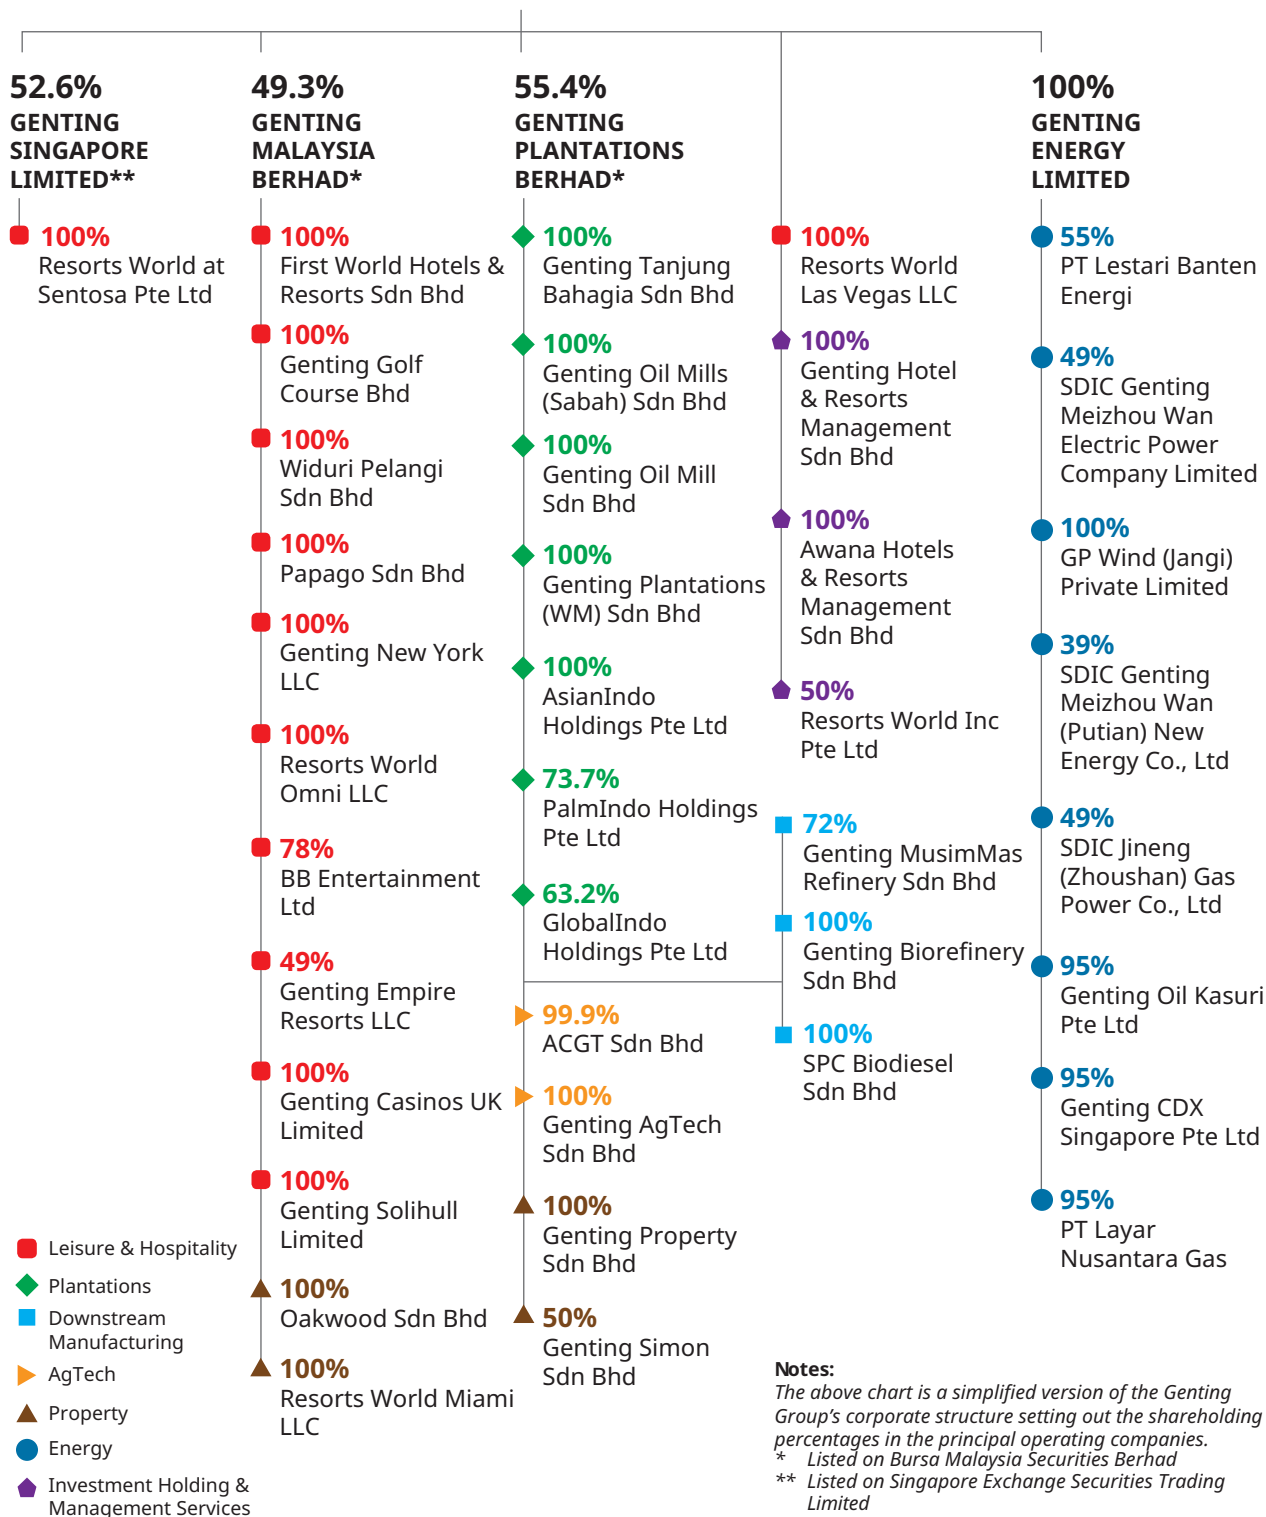 52.6%
GENTING
SINGAPORE
LIMITED**
100%
Resorts World at
Sentosa Pte Ltd
49.3%
GENTING
MALAYSIA
BERHAD*
100%
First World Hotels &
Resorts Sdn Bhd
100%
Genting Golf
Course Bhd
100%
Widuri Pelangi
Sdn Bhd
100%
Papago Sdn Bhd
100%
Genting New York
LLC
100%
Resorts World
Omni LLC
78%
BB Entertainment
Ltd
49%
Genting Empire
Resorts LLC
100%
Genting Casinos UK
Limited
100%
Genting Solihull
Limited
100%
Oakwood Sdn Bhd
100%
Resorts World Miami
LLC
55.4%
GENTING
PLANTATIONS
BERHAD*
100%
Genting Tanjung
Bahagia Sdn Bhd
100%
Genting Oil Mills
(Sabah) Sdn Bhd
100%
Genting Oil Mill
Sdn Bhd
100%
Genting Plantations
(WM) Sdn Bhd
100%
AsianIndo
Holdings Pte Ltd
73.7%
PalmIndo Holdings
Pte Ltd
63.2%
GlobalIndo
Holdings Pte Ltd
99.9%
ACGT Sdn Bhd
100%
Genting AgTech
Sdn Bhd
100%
Genting Property
Sdn Bhd
50%
Genting Simon
Sdn Bhd
100%
Resorts World
Las Vegas LLC
100%
Genting Hotel
& Resorts
Management
Sdn Bhd
100%
Awana Hotels
& Resorts
Management
Sdn Bhd
50%
Resorts World Inc
Pte Ltd
72%
Genting MusimMas
Refinery Sdn Bhd
100%
Genting Biorefinery
Sdn Bhd
100%
SPC Biodiesel
Sdn Bhd
100%
GENTING
ENERGY
LIMITED
55%
PT Lestari Banten
Energi
49%
SDIC Genting
Meizhou Wan
Electric Power
Company Limited
100%
GP Wind (Jangi)
Private Limited
39%
SDIC Genting
Meizhou Wan
(Putian) New
Energy Co., Ltd
49%
SDIC Jineng
(Zhoushan) Gas
Power Co., Ltd
95%
Genting Oil Kasuri
Pte Ltd
95%
Genting CDX
Singapore Pte Ltd
95%
PT Layar
Nusantara Gas
Leisure & Hospitality
Plantations
Downstream
Manufacturing
AgTech
Property
Energy
Investment Holding &
Management Services
Notes:
The above chart is a simplified version of the Genting
Group's corporate structure setting out the shareholding
percentages in the principal operating companies.
* Listed on Bursa Malaysia Securities Berhad
** Listed on Singapore Exchange Securities Trading
Limited